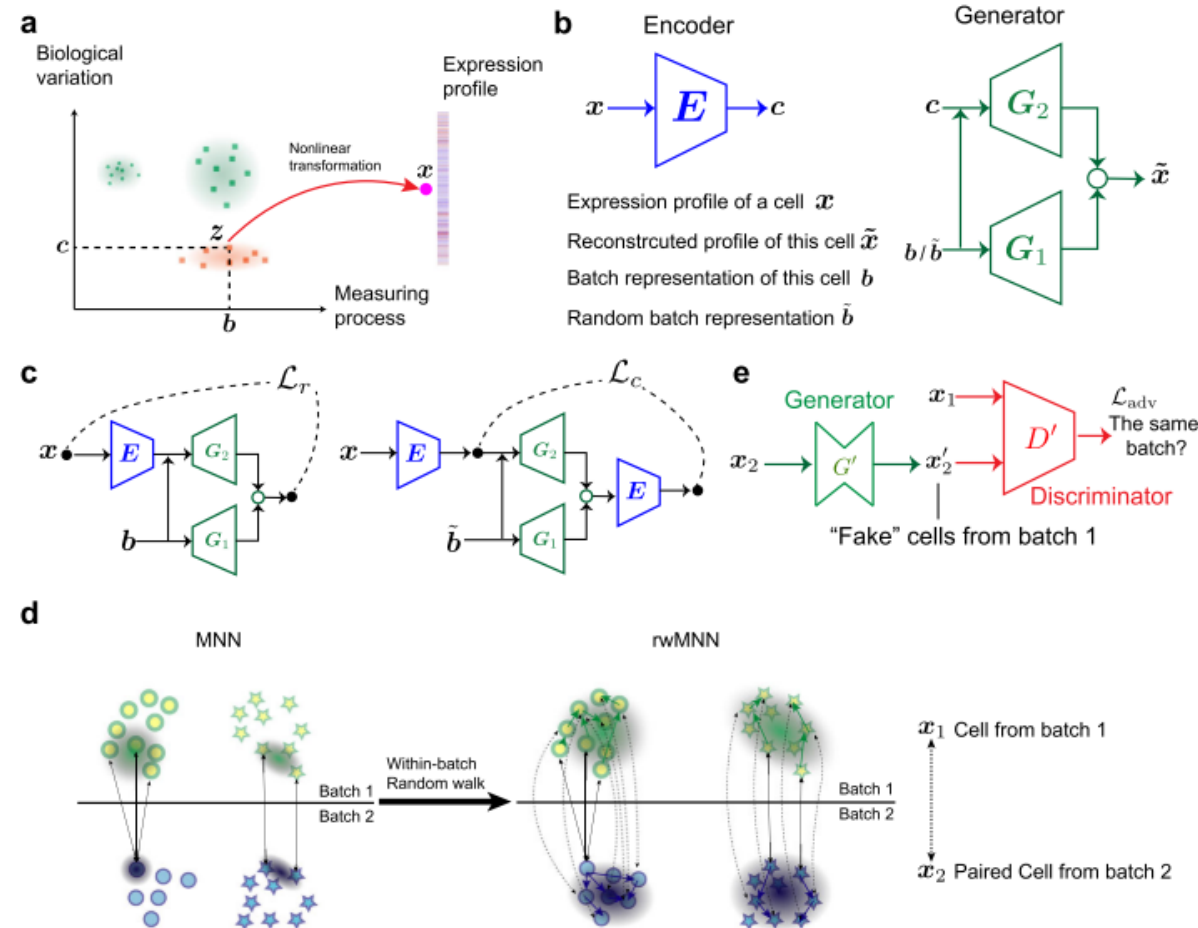 a
Biological
variation
Expression
profile
Nonlinear
transformation
x
z
c
b
Measuring
process
b
Encoder
Generator
x
E
c
c
G₂
x̃
b/b̃
G₁
Expression profile of a cell x
Reconstrcuted profile of this cell x̃
Batch representation of this cell b
Random batch representation b̃
c
ℒr
x
E
G₂
b
G₁
ℒc
x
E
G₂
E
b̃
G₁
e
Generator
x₁
ℒadv
The same
batch?
x₂
G′
x′₂
D′
Discriminator
“Fake” cells from batch 1
d
MNN
rwMNN
Within-batch
Random walk
Batch 1
Batch 2
Batch 1
Batch 2
x₁ Cell from batch 1
x₂ Paired Cell from batch 2